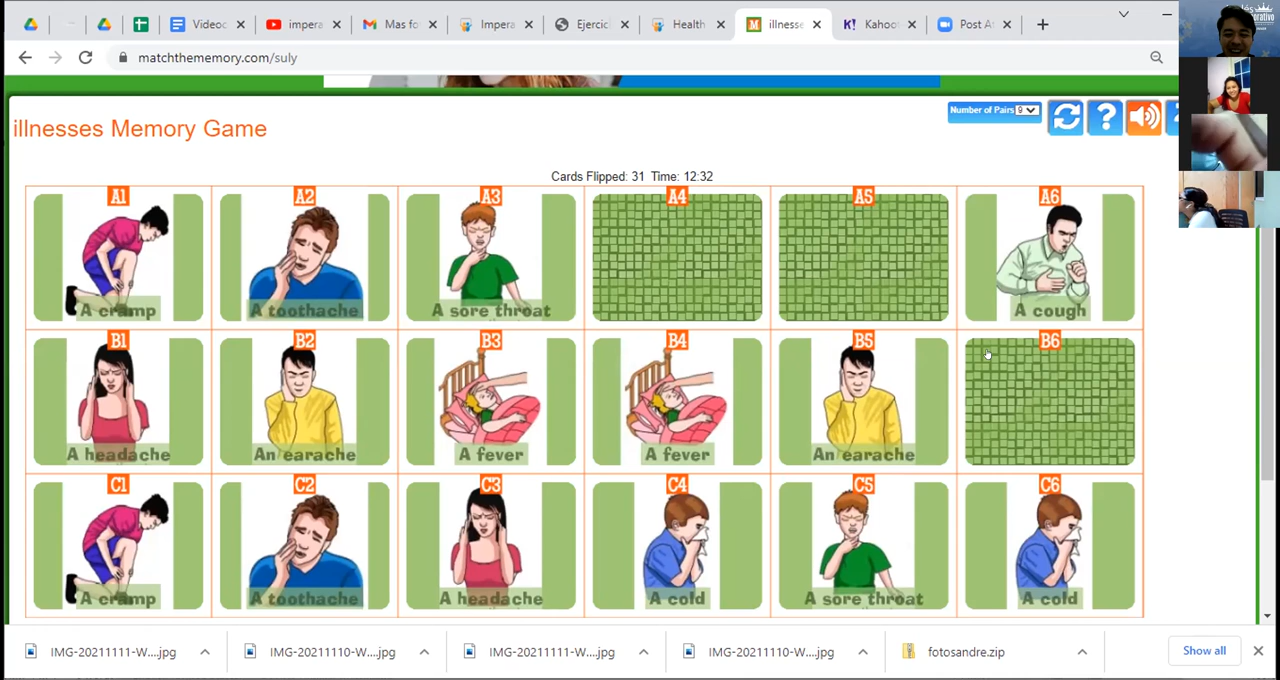 Videoc
impera
Mas fo
Impera
Ejercic
Health
M
illness
K!
Kahoo
Post A
matchthememory.com/suly
illnesses Memory Game
Number of Pairs 9
?
Cards Flipped: 31 Time: 12:32
A1 A2 A3 A4 A5 A6
A cramp A toothache A sore throat A cough
B1 B2 B3 B4 B5 B6
A headache An earache A fever A fever An earache
C1 C2 C3 C4 C5 C6
A cramp A toothache A headache A cold A sore throat A cold
IMG-20211111-W....jpg IMG-20211110-W....jpg IMG-20211111-W....jpg IMG-20211110-W....jpg fotosandre.zip Show all